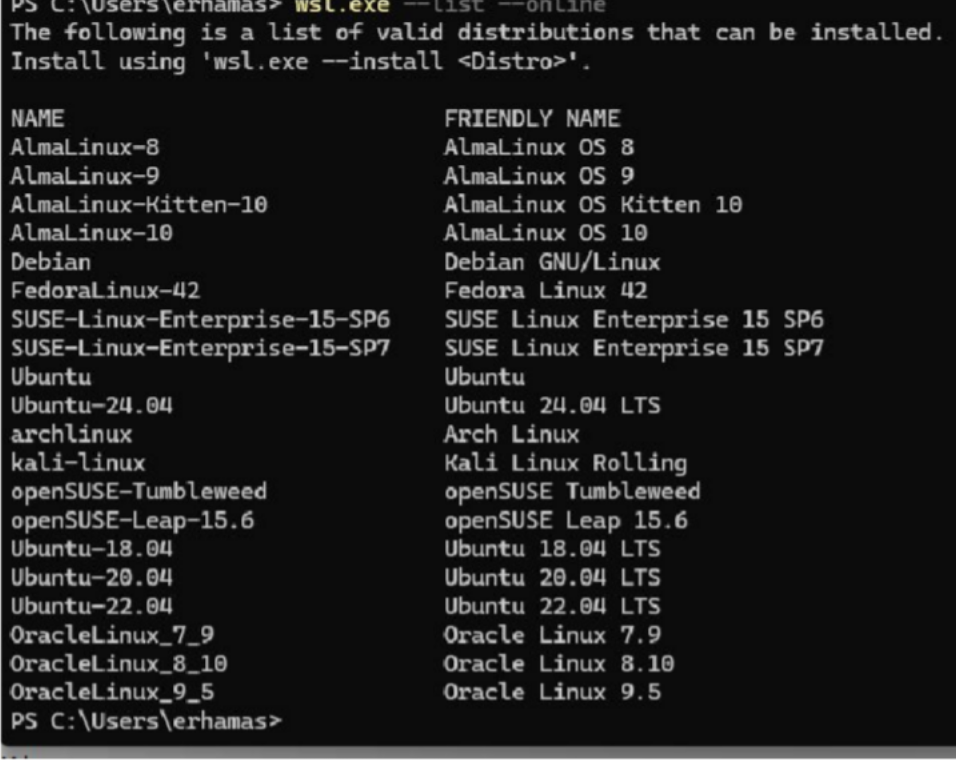 PS C:\Users\erhamas> wsl.exe --list --online
The following is a list of valid distributions that can be installed.
Install using 'wsl.exe --install <Distro>'.
NAME FRIENDLY NAME
AlmaLinux-8 AlmaLinux OS 8
AlmaLinux-9 AlmaLinux OS 9
AlmaLinux-Kitten-10 AlmaLinux OS Kitten 10
AlmaLinux-10 AlmaLinux OS 10
Debian Debian GNU/Linux
FedoraLinux-42 Fedora Linux 42
SUSE-Linux-Enterprise-15-SP6 SUSE Linux Enterprise 15 SP6
SUSE-Linux-Enterprise-15-SP7 SUSE Linux Enterprise 15 SP7
Ubuntu Ubuntu
Ubuntu-24.04 Ubuntu 24.04 LTS
archlinux Arch Linux
kali-linux Kali Linux Rolling
openSUSE-Tumbleweed openSUSE Tumbleweed
openSUSE-Leap-15.6 openSUSE Leap 15.6
Ubuntu-18.04 Ubuntu 18.04 LTS
Ubuntu-20.04 Ubuntu 20.04 LTS
Ubuntu-22.04 Ubuntu 22.04 LTS
OracleLinux_7_9 Oracle Linux 7.9
OracleLinux_8_10 Oracle Linux 8.10
OracleLinux_9_5 Oracle Linux 9.5
PS C:\Users\erhamas>